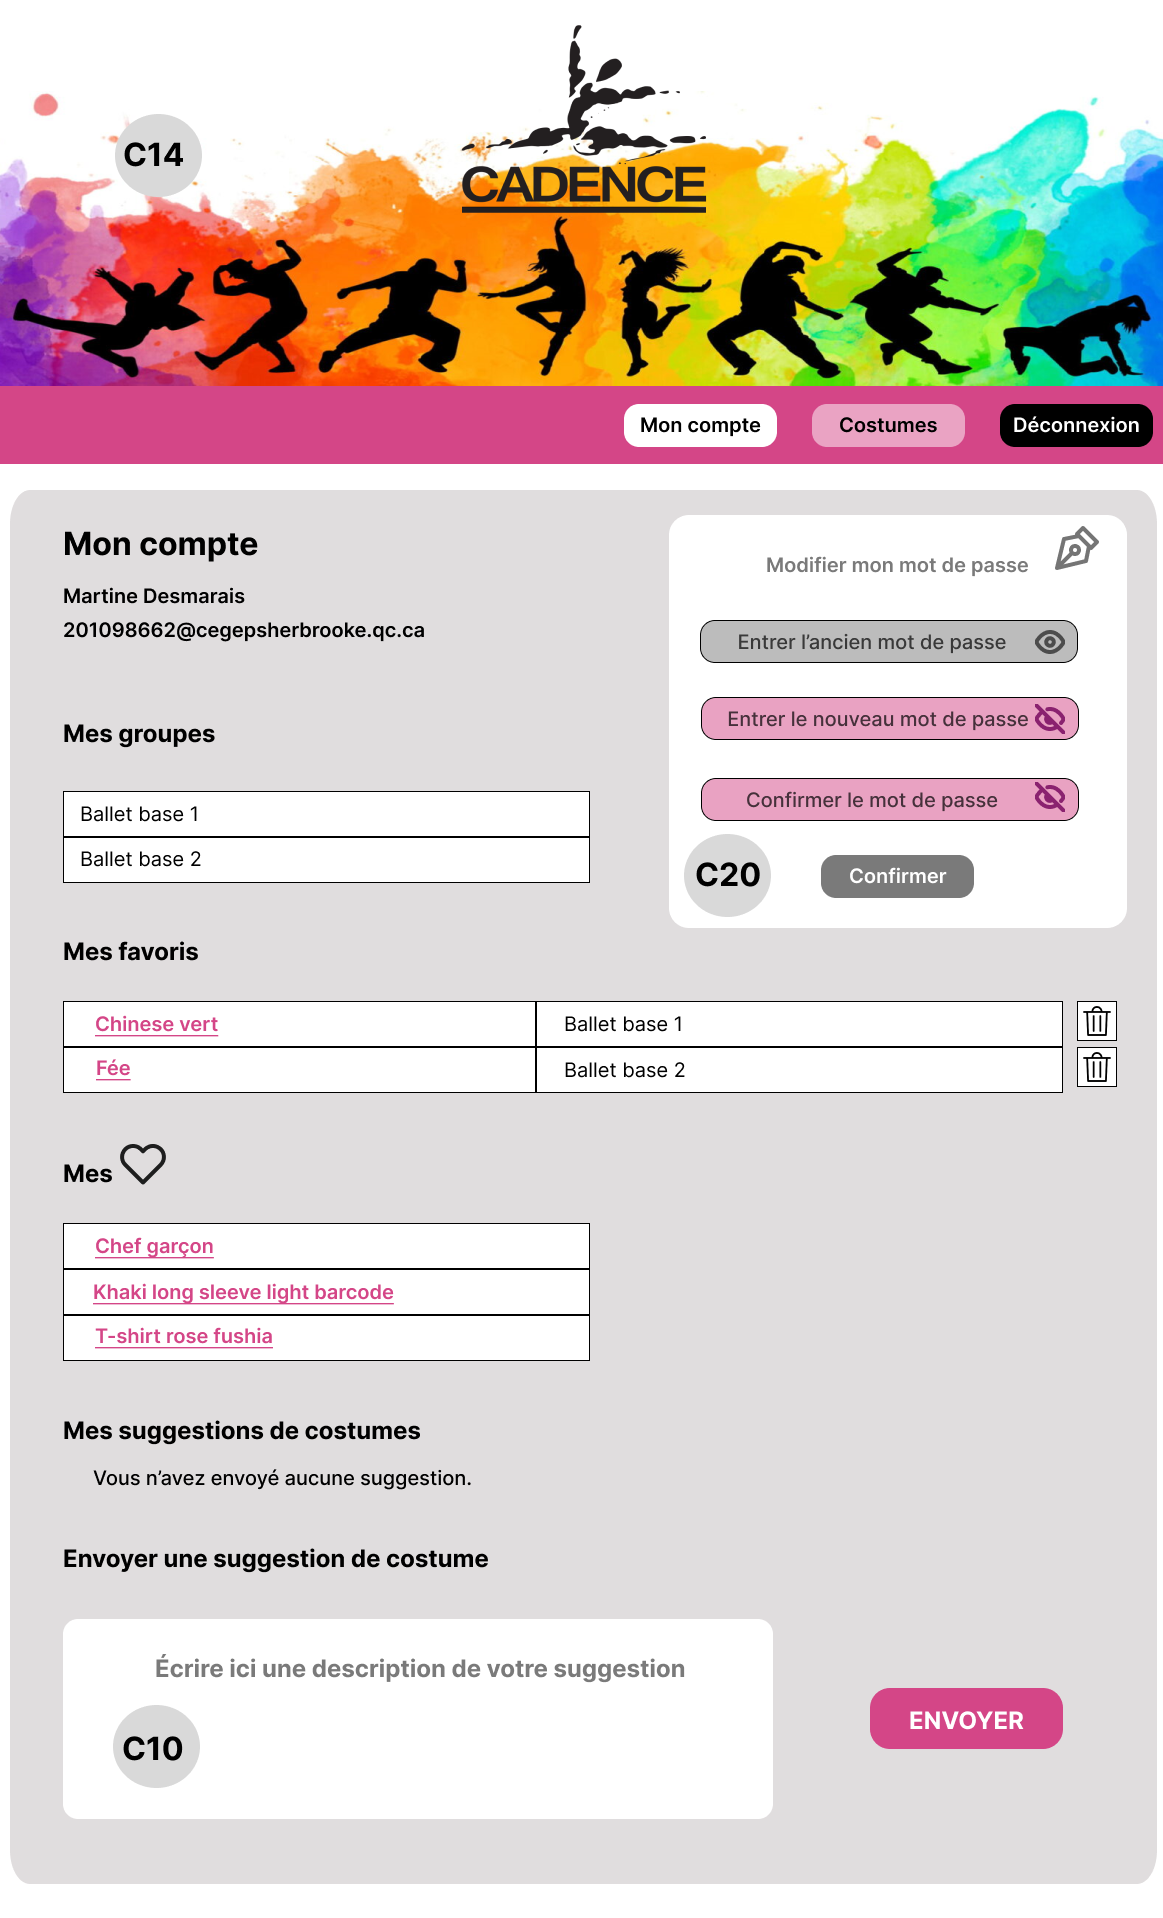 C14
CADENCE
Mon compte
Costumes
Déconnexion
Mon compte
Martine Desmarais
201098662@cegepsherbrooke.qc.ca
Modifier mon mot de passe
Entrer l’ancien mot de passe
Entrer le nouveau mot de passe
Confirmer le mot de passe
C20
Confirmer
Mes groupes
Ballet base 1
Ballet base 2
Mes favoris
Chinese vert
Ballet base 1
Fée
Ballet base 2
Mes
Chef garçon
Khaki long sleeve light barcode
T-shirt rose fushia
Mes suggestions de costumes
Vous n’avez envoyé aucune suggestion.
Envoyer une suggestion de costume
Écrire ici une description de votre suggestion
C10
ENVOYER